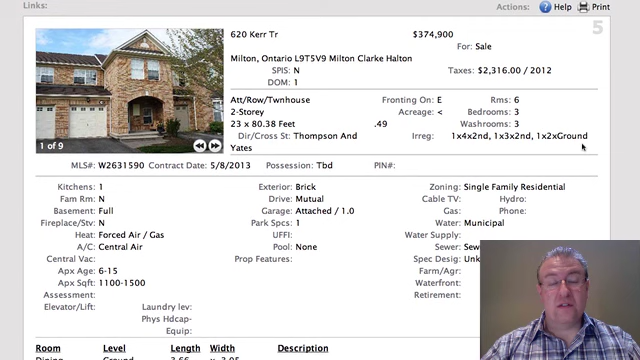 Links: Actions: Help Print
5
620 Kerr Tr $374,900
For: Sale
Milton, Ontario L9T5V9 Milton Clarke Halton
SPIS: N Taxes: $2,316.00 / 2012
DOM: 1
Att/Row/Twnhouse Fronting On: E Rms: 6
2-Storey Acreage: < Bedrooms: 3
23 x 80.38 Feet .49 Washrooms: 3
Dir/Cross St: Thompson And Irreg: 1x4x2nd, 1x3x2nd, 1x2xGround
Yates
1 of 9
MLS#: W2631590 Contract Date: 5/8/2013 Possession: Tbd PIN#:
Kitchens: 1 Exterior: Brick Zoning: Single Family Residential
Fam Rm: N Drive: Mutual Cable TV: Hydro:
Basement: Full Garage: Attached / 1.0 Gas: Phone:
Fireplace/Stv: N Park Spcs: 1 Water: Municipal
Heat: Forced Air / Gas UFFI: Water Supply:
A/C: Central Air Pool: None Sewer:
Central Vac: Prop Features: Spec Desig:
Apx Age: 6-15 Farm/Agr:
Apx Sqft: 1100-1500 Waterfront:
Assessment: Retirement:
Elevator/Lift: Laundry lev:
Phys Hdcap-
Equip:
Room Level Length Width Description